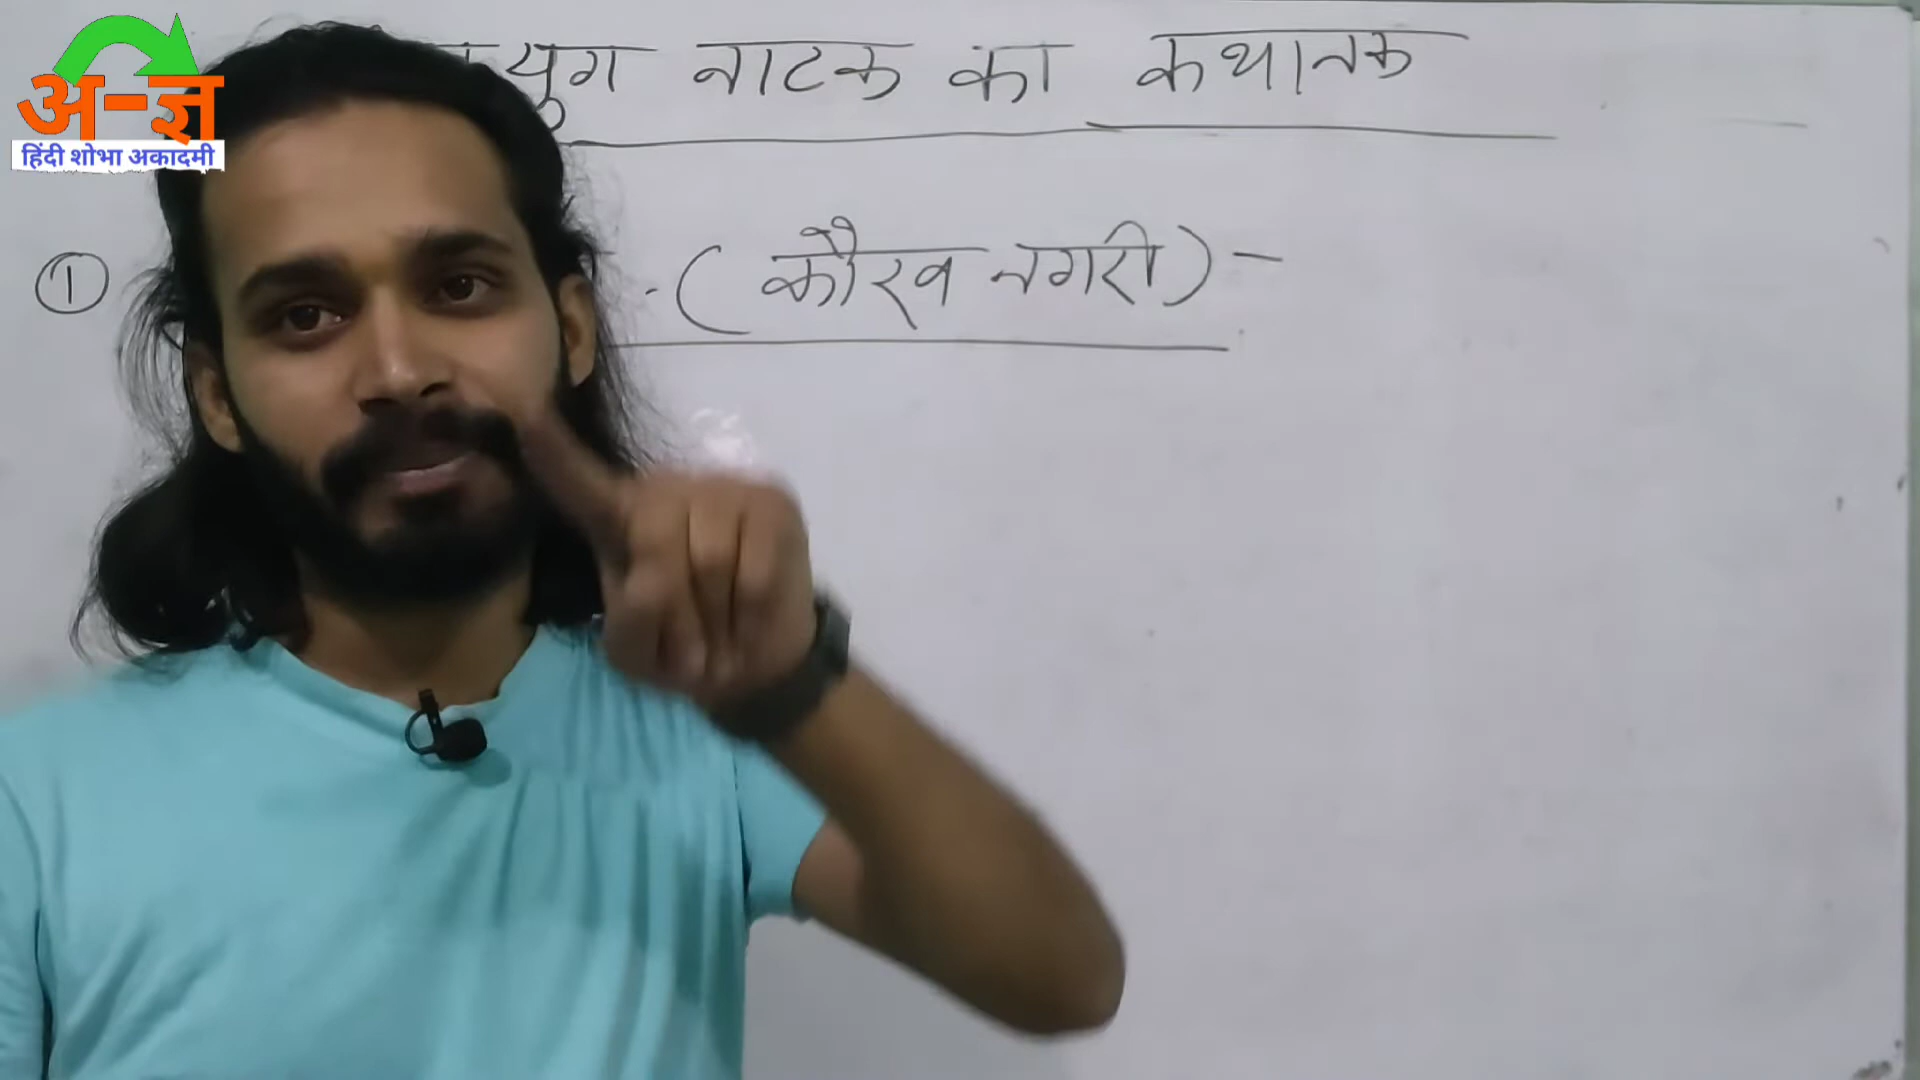 अ-ज्ञ
हिंदी शोभा अकादमी
युग नाटक का कथानक
① (कौरव नगरी) -